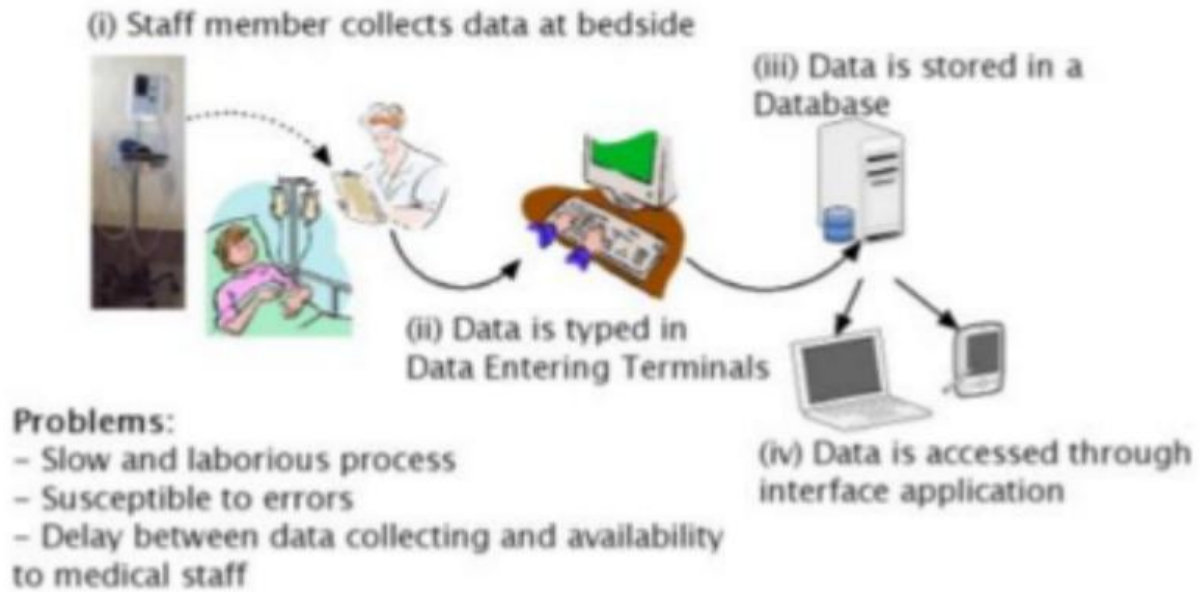 (i) Staff member collects data at bedside
(iii) Data is stored in a
Database
(ii) Data is typed in
Data Entering Terminals
(iv) Data is accessed through
interface application
Problems:
– Slow and laborious process
– Susceptible to errors
– Delay between data collecting and availability
to medical staff